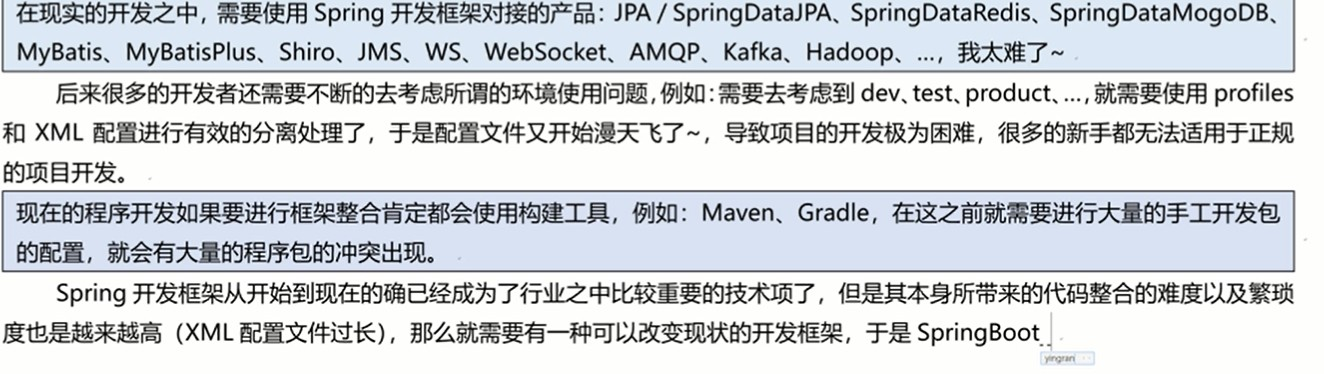 在现实的开发之中，需要使用 Spring 开发框架对接的产品：JPA / SpringDataJPA、SpringDataRedis、SpringDataMogoDB、
MyBatis、MyBatisPlus、Shiro、JMS、WS、WebSocket、AMQP、Kafka、Hadoop、…，我太难了~
后来很多的开发者还需要不断的去考虑所谓的环境使用问题，例如：需要去考虑到 dev、test、product、…，就需要使用 profiles
和 XML 配置进行有效的分离处理了，于是配置文件又开始漫天飞了~，导致项目的开发极为困难，很多的新手都无法适用于正规
的项目开发。
现在的程序开发如果要进行框架整合肯定都会使用构建工具，例如：Maven、Gradle，在这之前就需要进行大量的手工开发包
的配置，就会有大量的程序包的冲突出现。
Spring 开发框架从开始到现在的确已经成为了行业之中比较重要的技术项了，但是其本身所带来的代码整合的难度以及繁琐
度也是越来越高（XML 配置文件过长），那么就需要有一种可以改变现状的开发框架，于是 SpringBoot
yingran